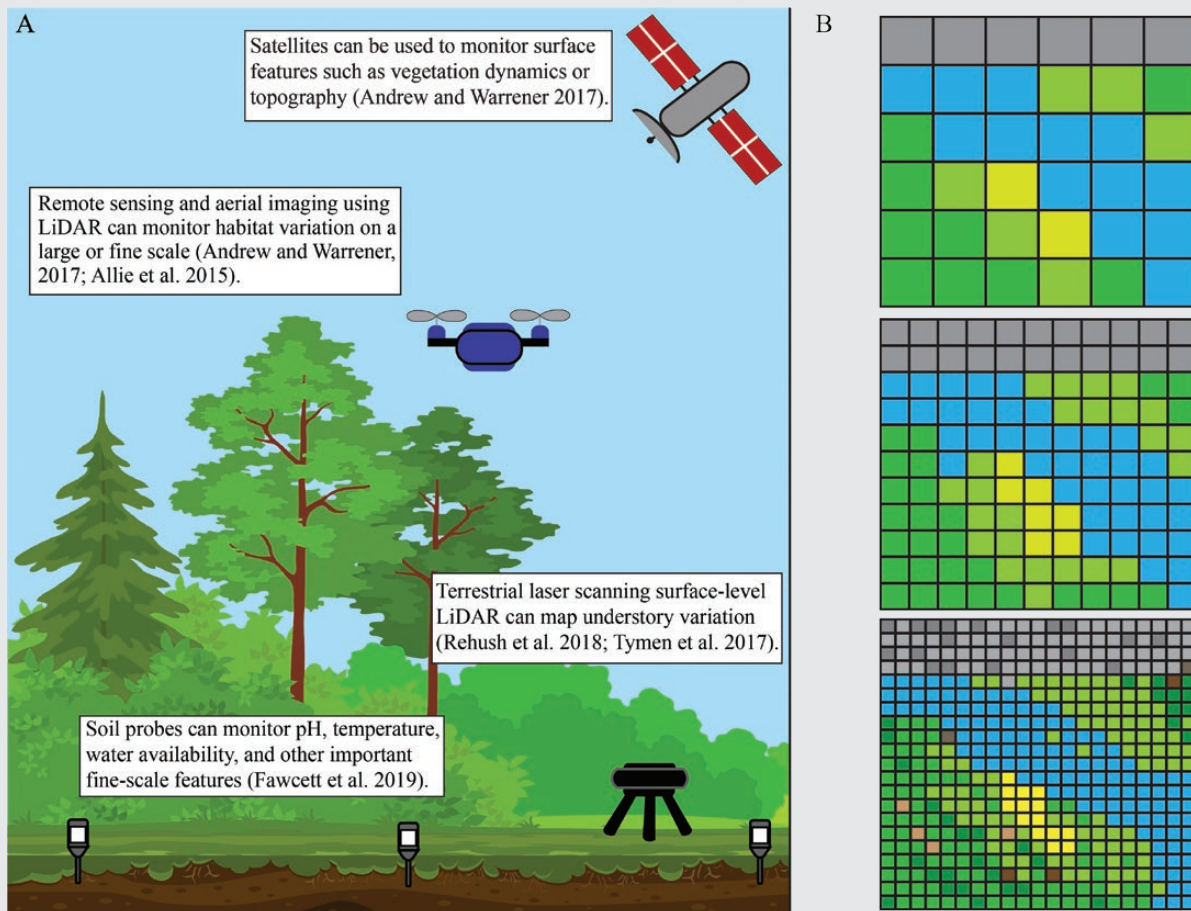 A
B
Satellites can be used to monitor surface
features such as vegetation dynamics or
topography (Andrew and Warrener 2017).
Remote sensing and aerial imaging using
LiDAR can monitor habitat variation on a
large or fine scale (Andrew and Warrener,
2017; Allie et al. 2015).
Terrestrial laser scanning surface-level
LiDAR can map understory variation
(Rehush et al. 2018; Tymen et al. 2017).
Soil probes can monitor pH, temperature,
water availability, and other important
fine-scale features (Fawcett et al. 2019).